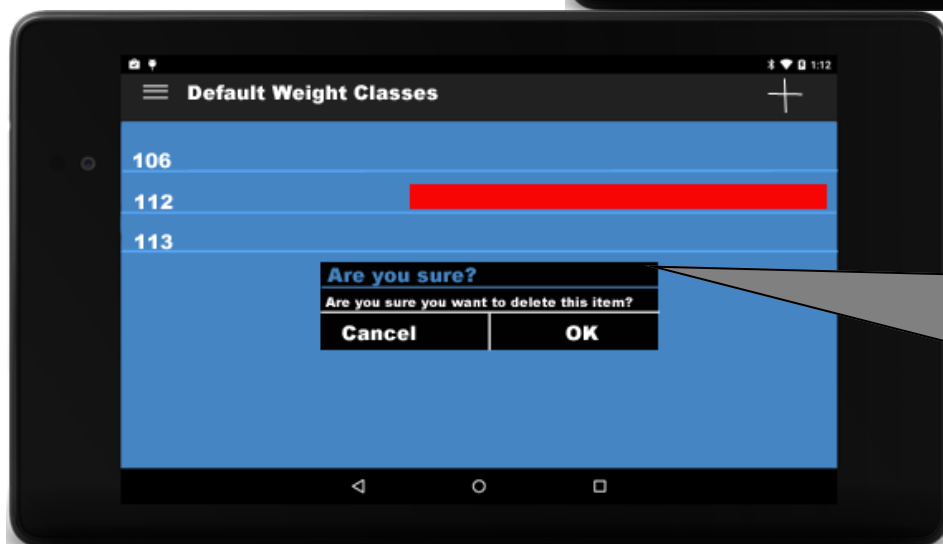 1:12
Default Weight Classes
106
112
113
Are you sure?
Are you sure you want to delete this item?
Cancel OK